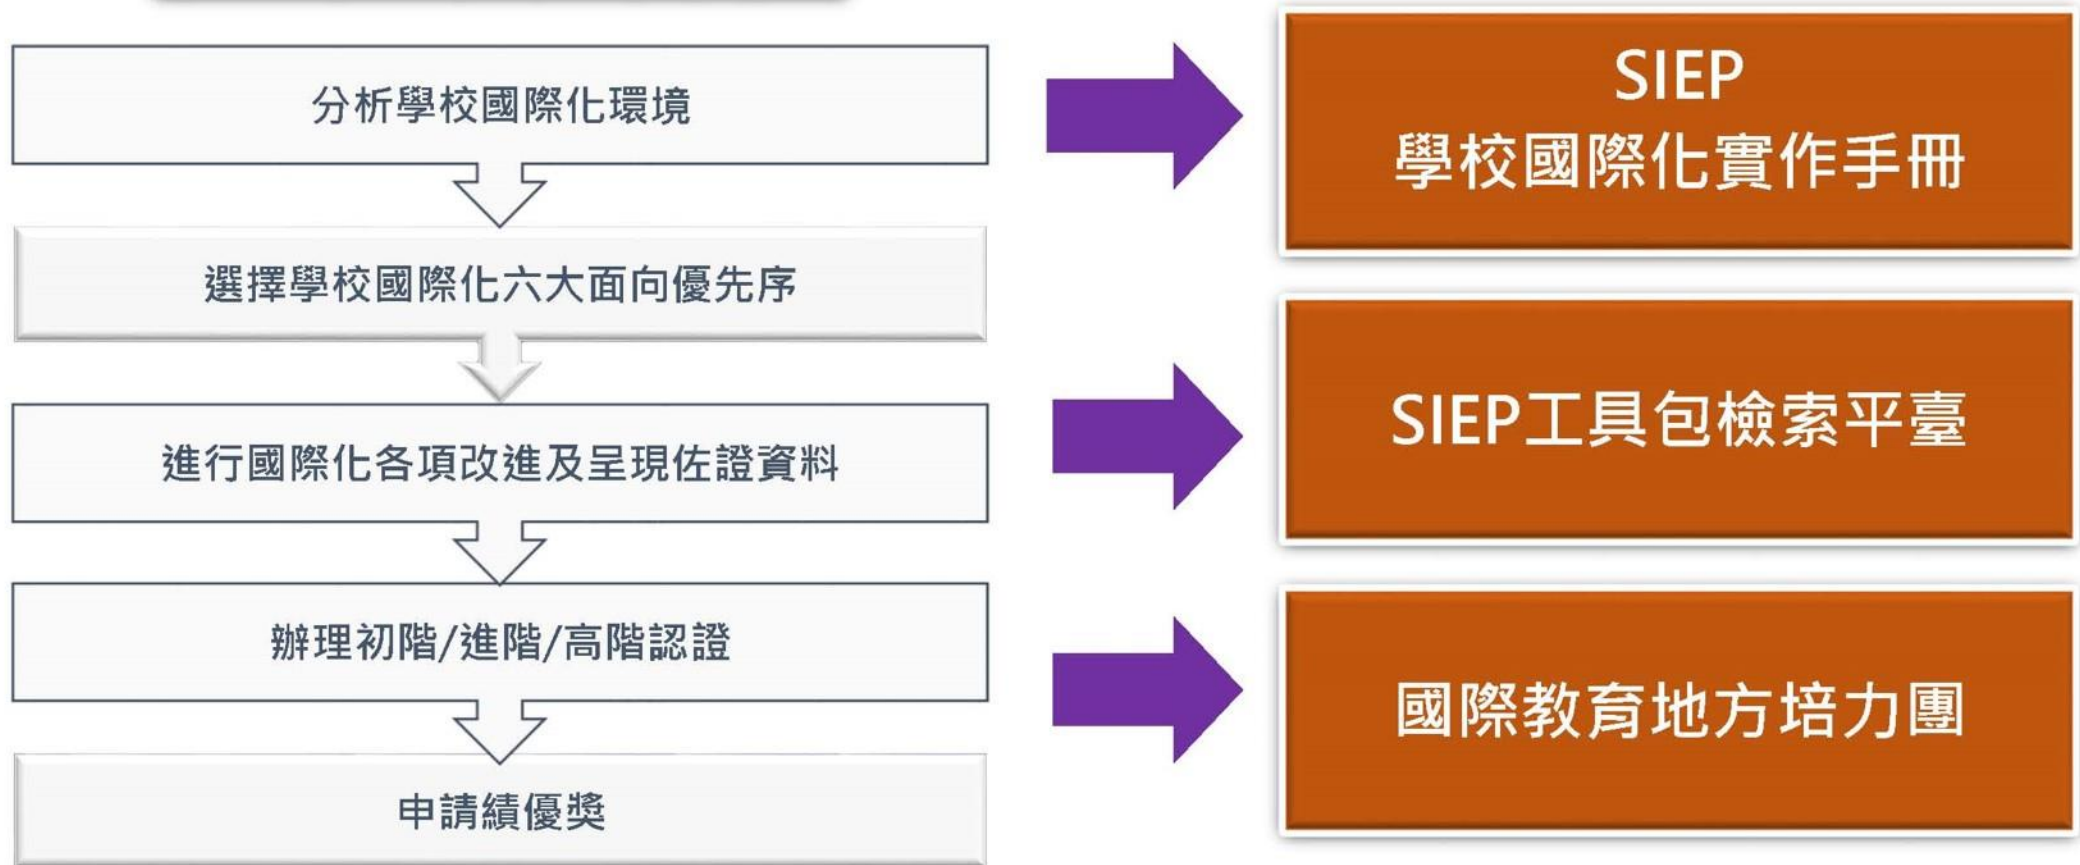 分析學校國際化環境
選擇學校國際化六大面向優先序
進行國際化各項改進及呈現佐證資料
辦理初階/進階/高階認證
申請績優獎
SIEP
學校國際化實作手冊
SIEP工具包檢索平臺
國際教育地方培力團